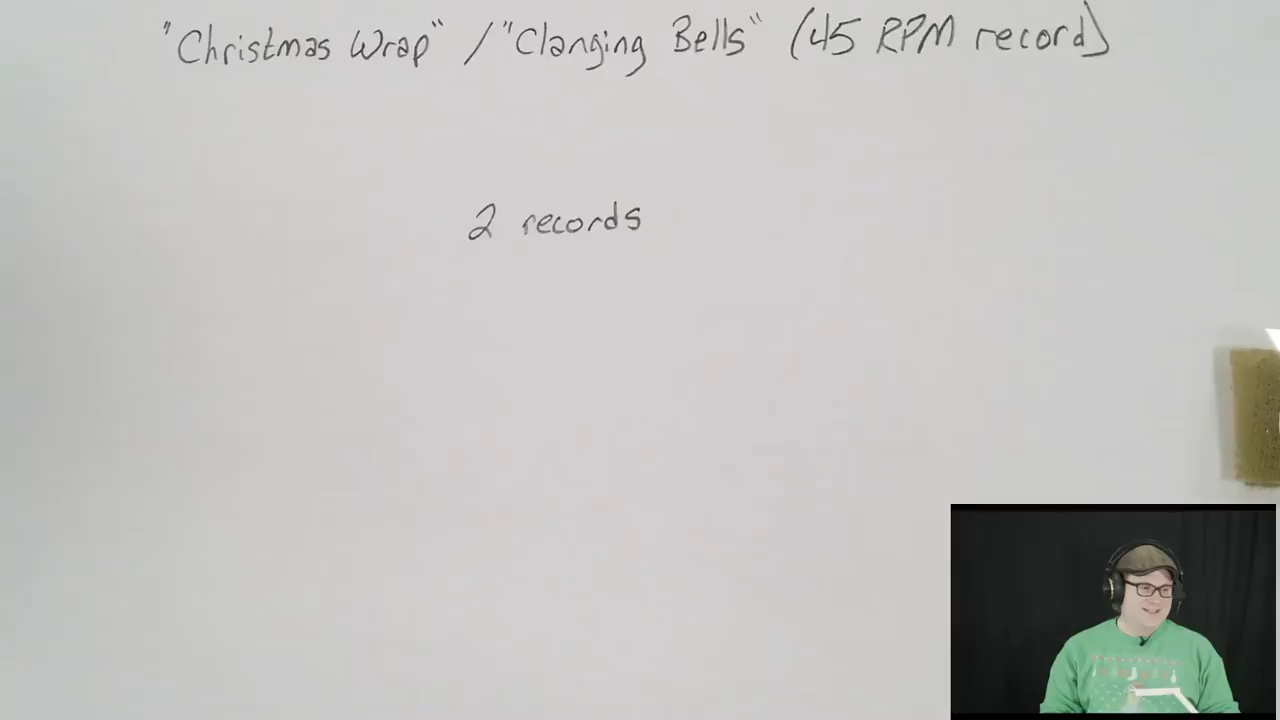 "Christmas Wrap" / "Clanging Bells" (45 RPM record)
2 records